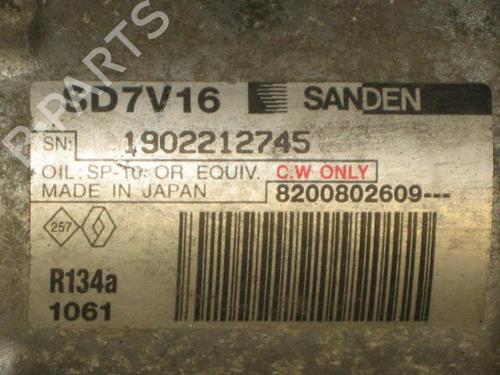 B-PARTS
SD7V16 SANDEN
SN: 1902212745
OIL: SP-10. OR EQUIV. C.W ONLY
MADE IN JAPAN 8200802609---
257
R134a
1061